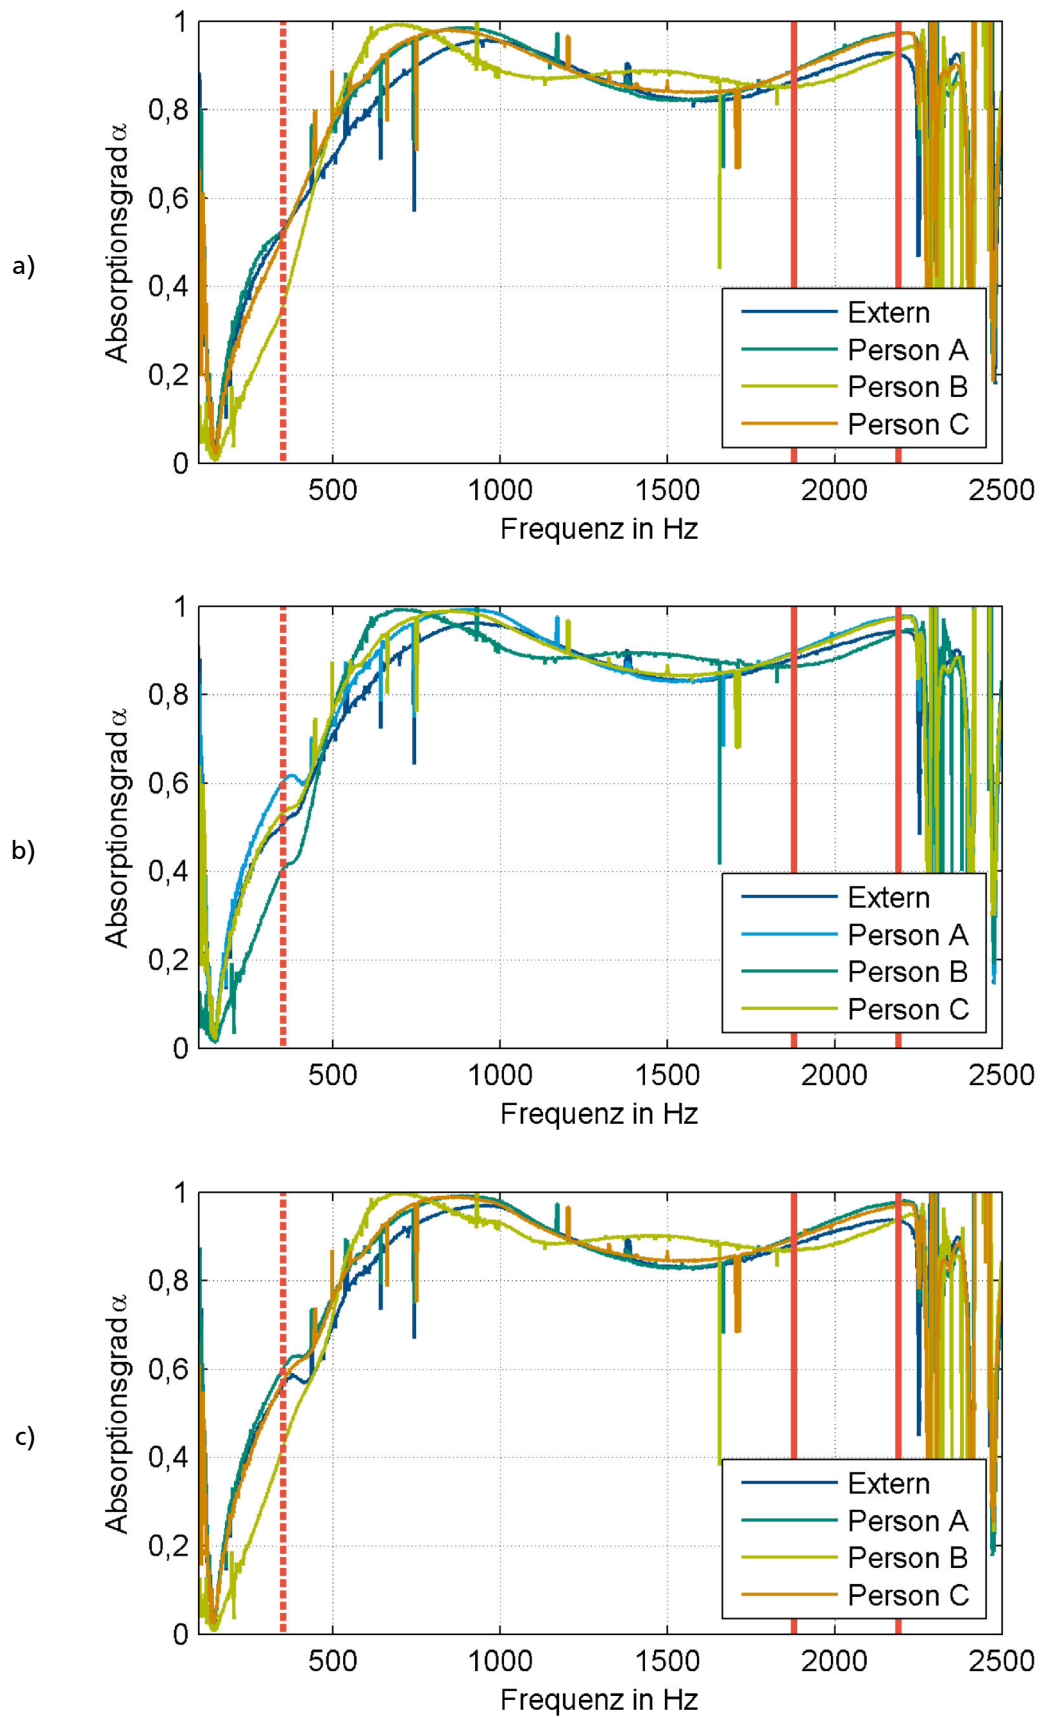 a)
Absorptionsgrad α
1
0,8
0,6
0,4
0,2
0
500
1000
1500
2000
2500
Frequenz in Hz
Extern
Person A
Person B
Person C
b)
Absorptionsgrad α
1
0,8
0,6
0,4
0,2
0
500
1000
1500
2000
2500
Frequenz in Hz
Extern
Person A
Person B
Person C
c)
Absorptionsgrad α
1
0,8
0,6
0,4
0,2
0
500
1000
1500
2000
2500
Frequenz in Hz
Extern
Person A
Person B
Person C